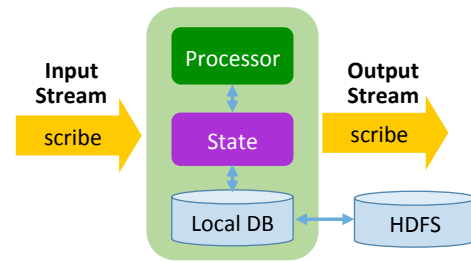 Processor
Input
Stream
Output
Stream
scribe
State
scribe
Local DB
HDFS